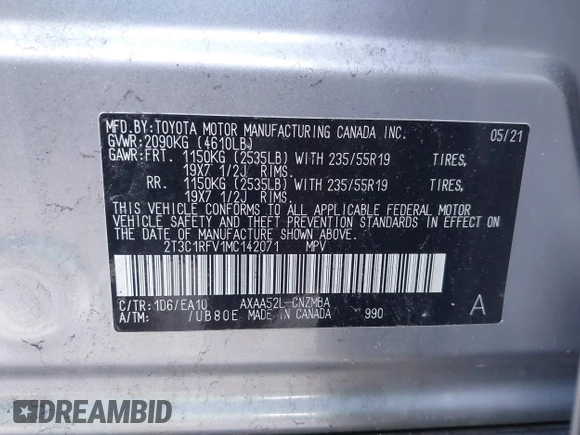 MFD.BY:TOYOTA MOTOR MANUFACTURING CANADA INC. 05/21
GVWR:2090KG (4610LB)
GAWR:FRT. 1150KG (2535LB) WITH 235/55R19 TIRES,
19X7 1/2J RIMS.
RR. 1150KG (2535LB) WITH 235/55R19 TIRES,
19X7 1/2J RIMS.
THIS VEHICLE CONFORMS TO ALL APPLICABLE FEDERAL MOTOR
VEHICLE SAFETY AND THEFT PREVENTION STANDARDS IN EFFECT ON
THE DATE OF MANUFACTURE SHOWN ABOVE.
2T3C1RFV1MC142071 MPV
C/TR:1D6/EA10 AXAA52L-CNZMBA A
A/TM: /UB80E MADE IN CANADA 990
DREAMBID